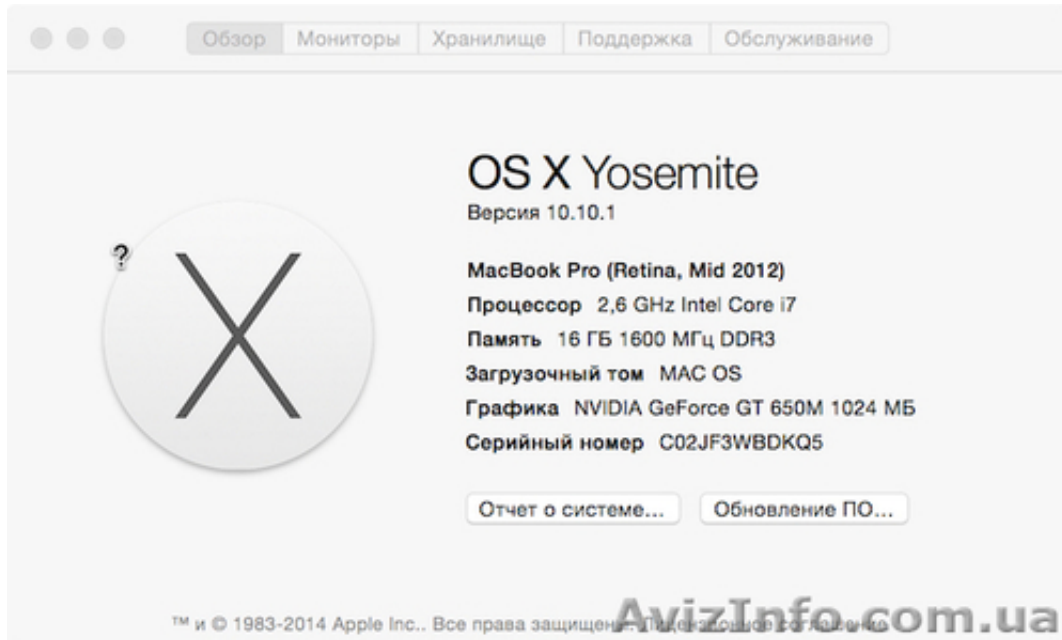 Обзор Мониторы Хранилище Поддержка Обслуживание
OS X Yosemite
Версия 10.10.1
?
MacBook Pro (Retina, Mid 2012)
Процессор 2,6 GHz Intel Core i7
Память 16 ГБ 1600 МГц DDR3
Загрузочный том MAC OS
Графика NVIDIA GeForce GT 650M 1024 МБ
Серийный номер C02JF3WBDKQ5
Отчет о системе... Обновление ПО...
™ и © 1983-2014 Apple Inc.. Все права защищены. Лицензионное соглашение
AvizInfo.com.ua